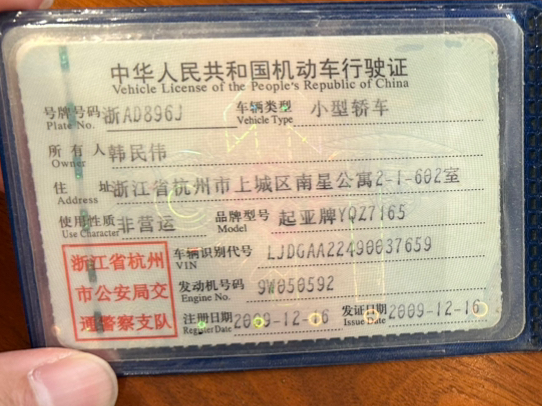 中华人民共和国机动车行驶证
Vehicle License of the People's Republic of China
号牌号码 浙AD896J 车辆类型 小型轿车
Plate No. Vehicle Type
所有人 韩民伟
Owner
住址 浙江省杭州市上城区南星公寓2-1-602室
Address
使用性质 非营运 品牌型号 起亚牌YQZ7165
Use Character Model
浙江省杭州
市公安局交
通警察支队
车辆识别代号 LJDGAA22490037659
VIN
发动机号码 9W050592
Engine No.
注册日期 2009-12-16 发证日期 2009-12-16
Register Date Issue Date